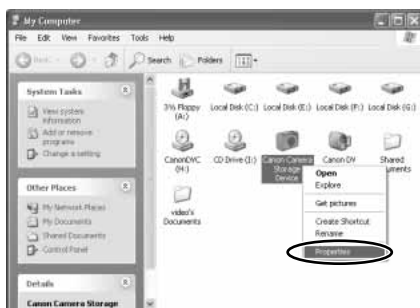 My Computer
File Edit View Favorites Tools Help
Back Search Folders
System Tasks
View system
information
Add or remove
programs
Change a setting
Other Places
My Network Places
My Documents
Shared Documents
Control Panel
Details
Canon Camera Storage
3½ Floppy
(A:)
Local Disk (C:) Local Disk (E:) Local Disk (F:) Local Disk (G:)
CanonDVC
(H:)
CD Drive (I:)
Canon Camera
Storage
Device
Canon DV
Shared
uments
video's
Documents
Open
Explore
Get pictures
Create Shortcut
Rename
Properties